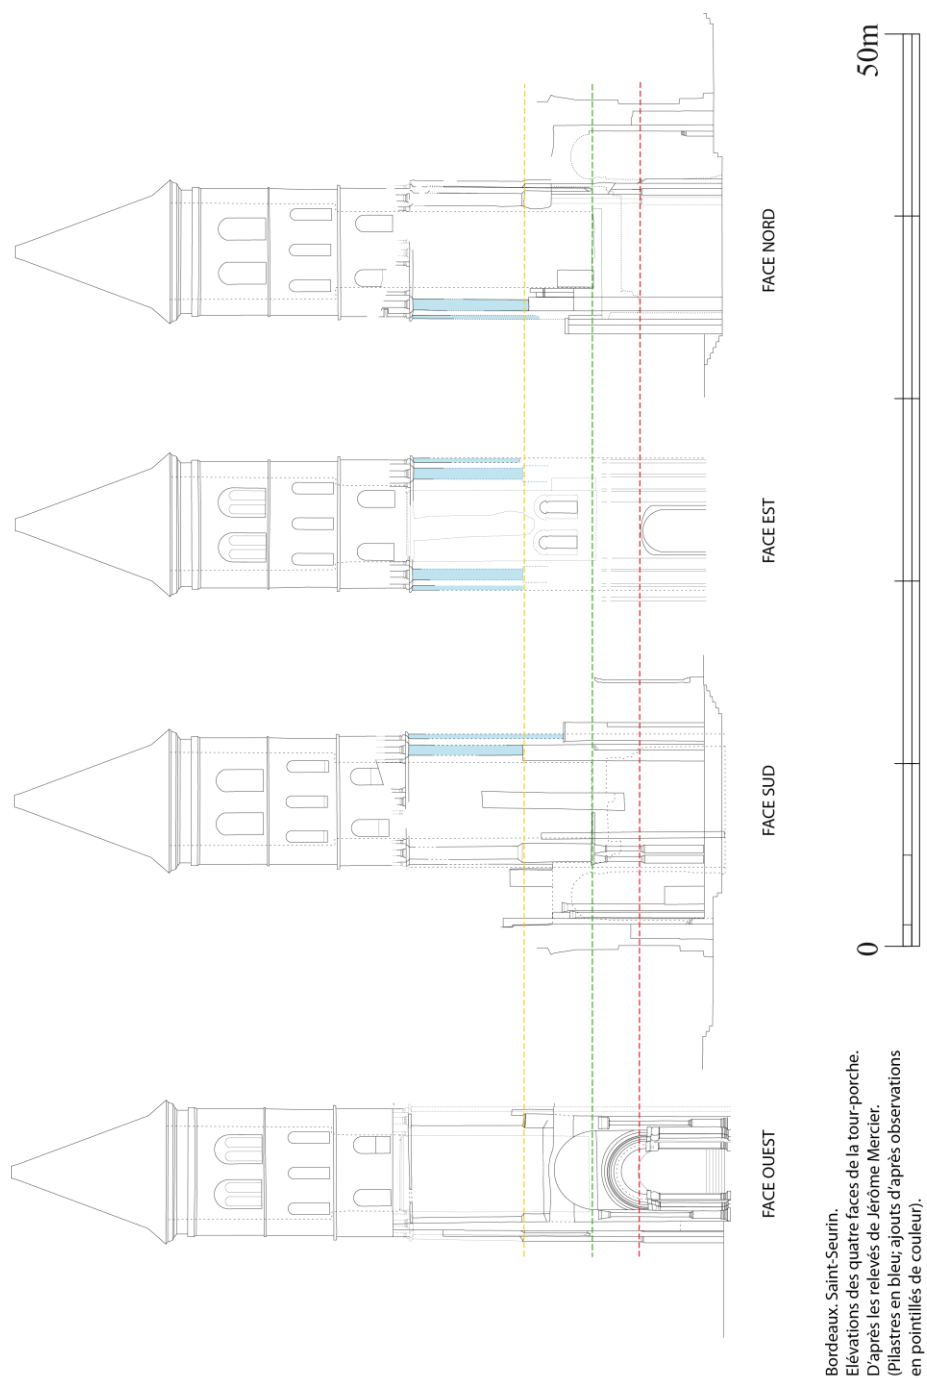 FACE OUEST
FACE SUD
FACE EST
FACE NORD
0
50m
Bordeaux. Saint-Seurin.
Elévations des quatre faces de la tour-porche.
D'après les relevés de Jérôme Mercier.
(Pilastres en bleu; ajouts d'après observations
en pointillés de couleur).